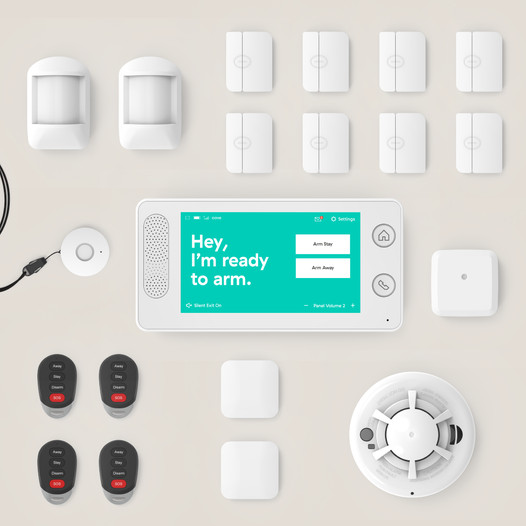 Settings
Hey,
I'm ready
to arm.
Arm Stay
Arm Away
Silent Exit On
− Panel Volume 2 +
Away
Stay
Disarm
SOS
Away
Stay
Disarm
SOS
Away
Stay
Disarm
SOS
Away
Stay
Disarm
SOS